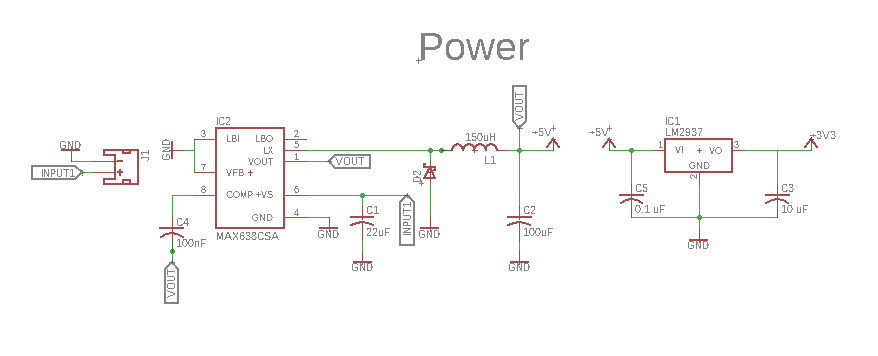 Power
VOUT
IC2
3
LBI
LBO
2
LX
5
VOUT
1
VOUT
7
VFB +
8
COMP
+VS
6
GND
4
MAX638CSA
GND
J1
-
+
INPUT1
GND
C4
100nF
VOUT
GND
C1
22uF
GND
INPUT1
D2
GND
150uH
L1
+5V
C2
100uF
GND
+5V
IC1
LM2937
1
VI
+
VO
3
GND
2
+3V3
C5
0.1 uF
C3
10 uF
GND